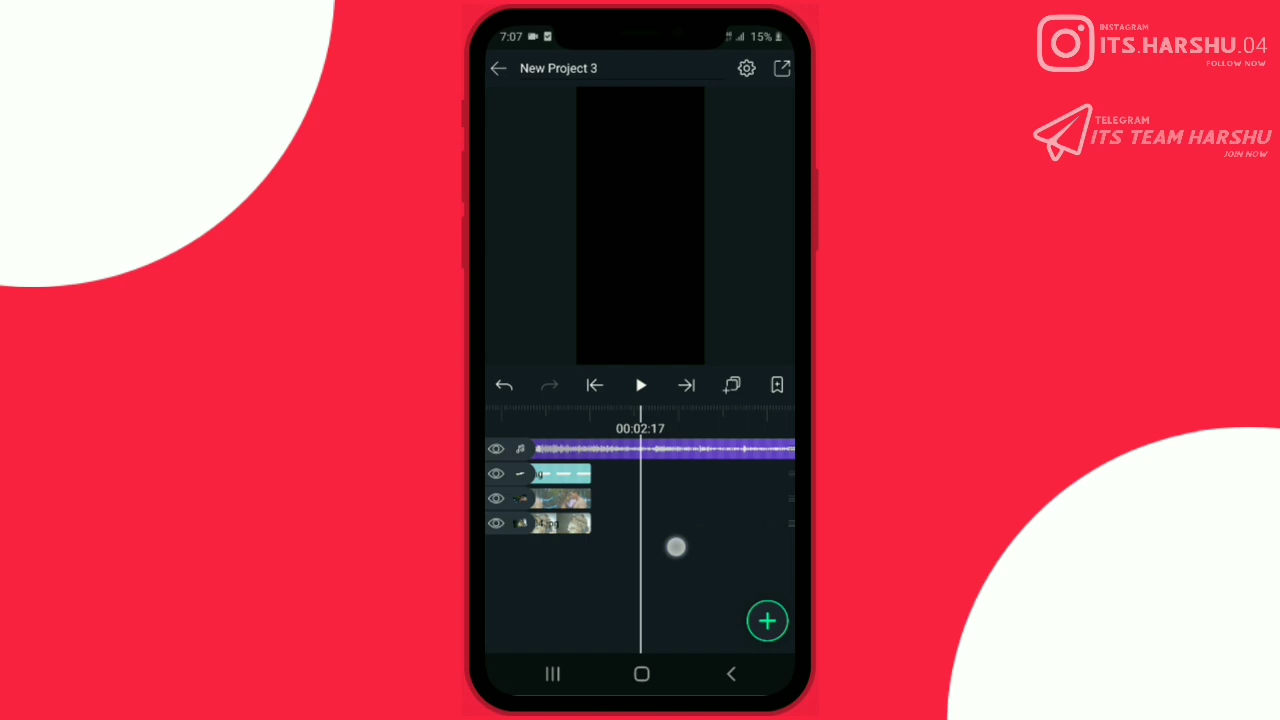 7:07
15%
New Project 3
00:02:17
INSTAGRAM
ITS.HARSHU.04
FOLLOW NOW
TELEGRAM
ITS TEAM HARSHU
JOIN NOW